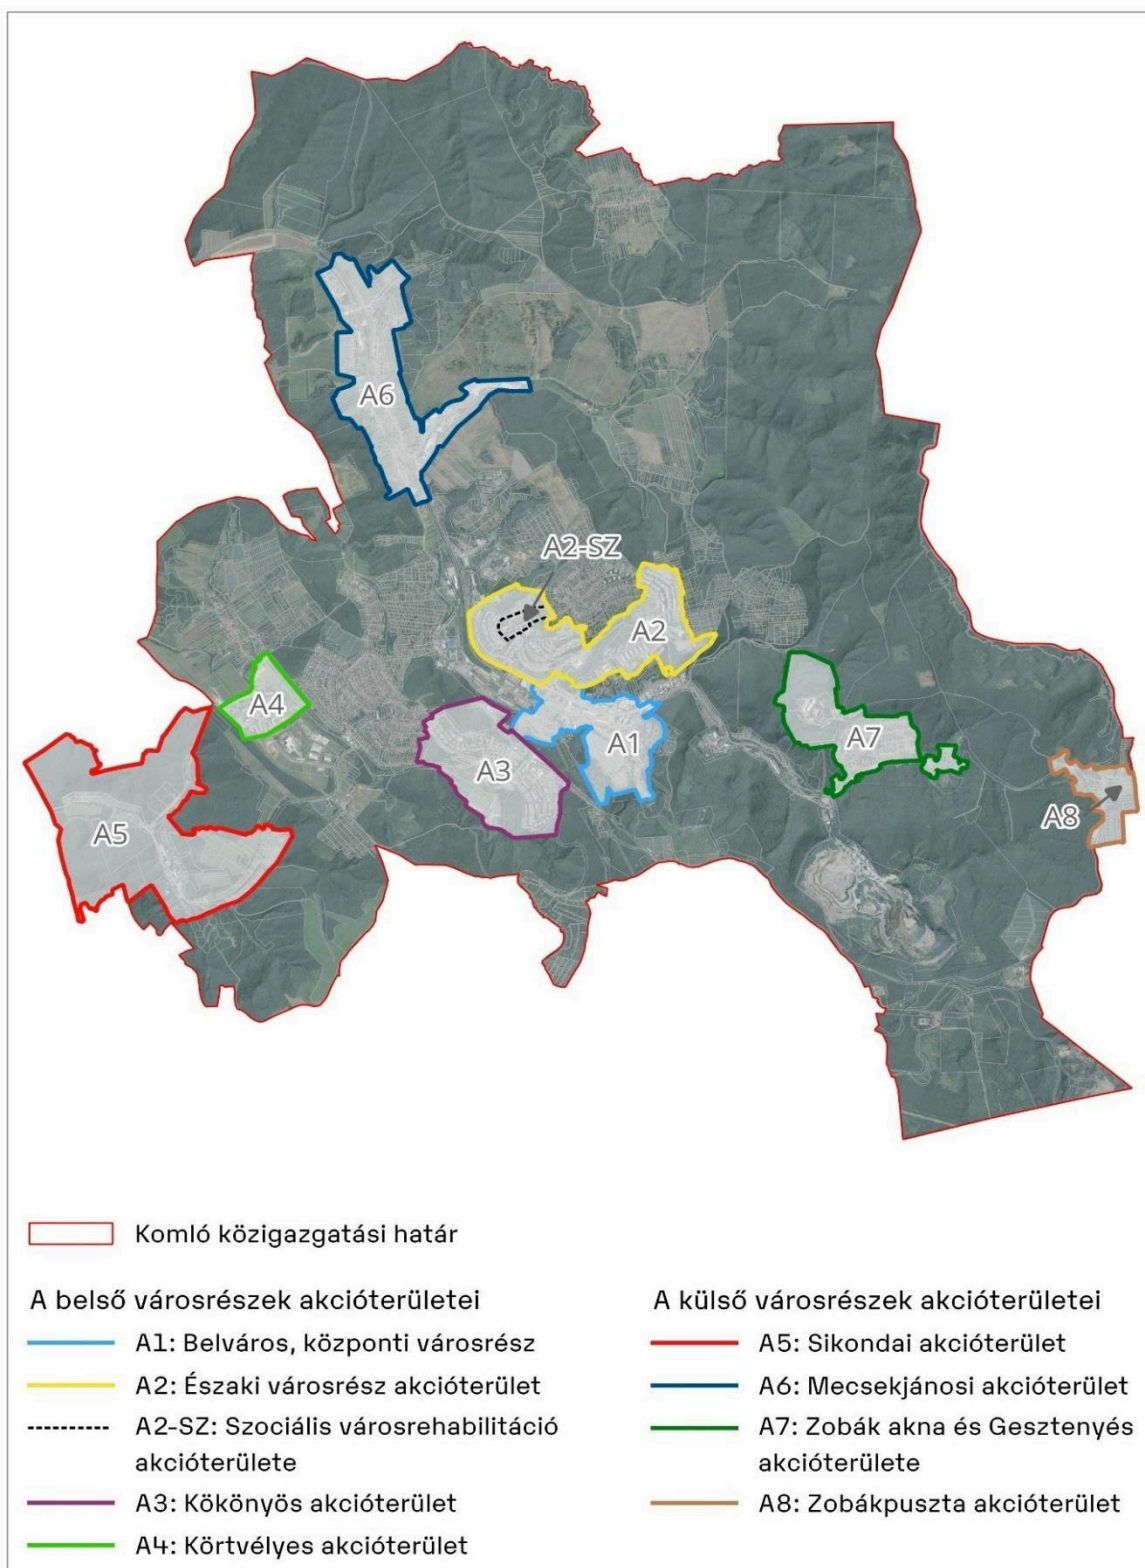 A6
A2-SZ
A2
A4
A7
A1
A3
A8
A5
Komló közigazgatási határ
A belső városrészek akcióterületei
A1: Belváros, központi városrész
A2: Északi városrész akcióterület
A2-SZ: Szociális városrehabilitáció
akcióterülete
A3: Kökönyös akcióterület
A4: Körtvélyes akcióterület
A külső városrészek akcióterületei
A5: Sikondai akcióterület
A6: Mecsekjánosi akcióterület
A7: Zobák akna és Gesztenyés
akcióterülete
A8: Zobákpuszta akcióterület